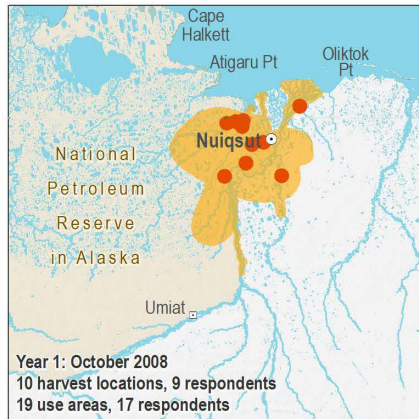 Cape
Halkett
Atigaru Pt
Oliktok
Pt
Nuiqsut
National
Petroleum
Reserve
in Alaska
Umiat
Year 1: October 2008
10 harvest locations, 9 respondents
19 use areas, 17 respondents